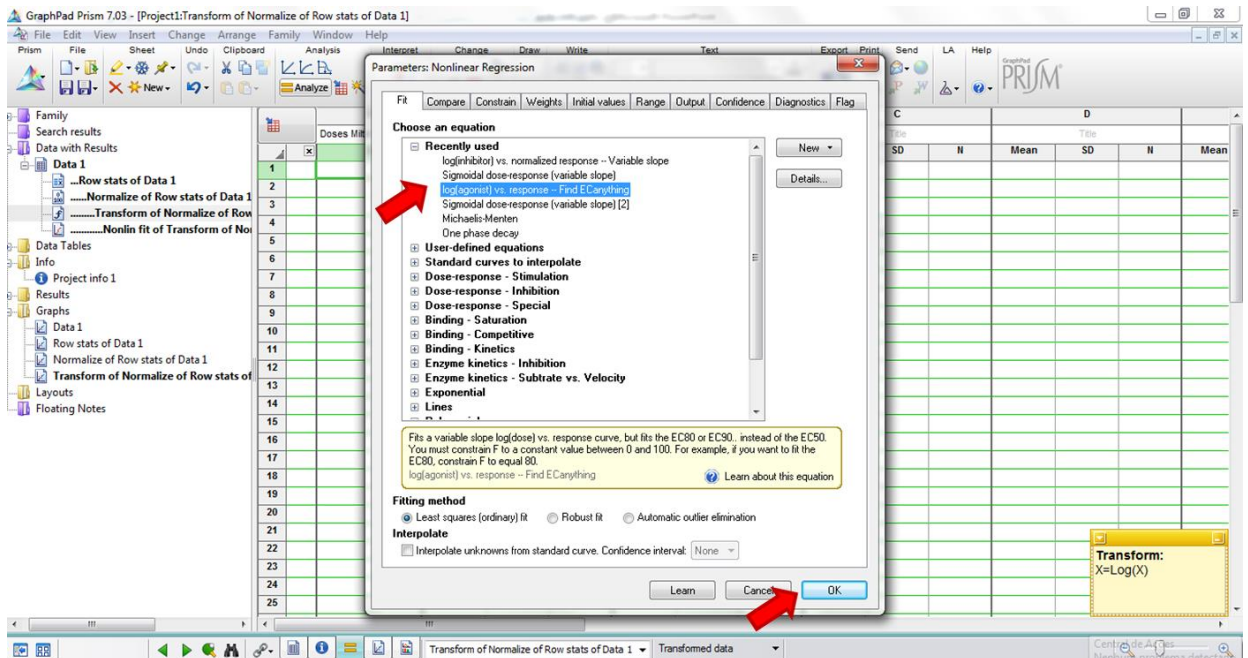 GraphPad Prism 7.03 - [Project1:Transform of Normalize of Row stats of Data 1]
File Edit View Insert Change Arrange Family Window Help
Prism File Sheet Undo Clipboard Analysis Interpret Change Draw Write Text Export Print Send LA Help
New
Analyze
GraphPad
PRISM
Family
Search results
Data with Results
Data 1
...Row stats of Data 1
......Normalize of Row stats of Data 1
.........Transform of Normalize of Row
............Nonlin fit of Transform of Nor
Data Tables
Info
Project info 1
Results
Graphs
Data 1
Row stats of Data 1
Normalize of Row stats of Data 1
Transform of Normalize of Row stats of
Layouts
Floating Notes
Doses Mit
1
2
3
4
5
6
7
8
9
10
11
12
13
14
15
16
17
18
19
20
21
22
23
24
25
Parameters: Nonlinear Regression
Fit Compare Constrain Weights Initial values Range Output Confidence Diagnostics Flag
Choose an equation
Recently used
log(inhibitor) vs. normalized response -- Variable slope
Sigmoidal dose-response (variable slope)
log(agonist) vs. response -- Find ECanything
Sigmoidal dose-response (variable slope) [2]
Michaelis-Menten
One phase decay
User-defined equations
Standard curves to interpolate
Dose-response - Stimulation
Dose-response - Inhibition
Dose-response - Special
Binding - Saturation
Binding - Competitive
Binding - Kinetics
Enzyme kinetics - Inhibition
Enzyme kinetics - Subtrate vs. Velocity
Exponential
Lines
New
Details...
Fits a variable slope log(dose) vs. response curve, but fits the EC80 or EC90.. instead of the EC50.
You must constrain F to a constant value between 0 and 100. For example, if you want to fit the
EC80, constrain F to equal 80.
log(agonist) vs. response -- Find ECanything
Learn about this equation
Fitting method
Least squares (ordinary) fit Robust fit Automatic outlier elimination
Interpolate
Interpolate unknowns from standard curve. Confidence interval: None
Learn Cancel OK
C D
Title Title
SD N Mean SD N Mean
Transform:
X=Log(X)
Transform of Normalize of Row stats of Data 1 Transformed data
Central de Ações